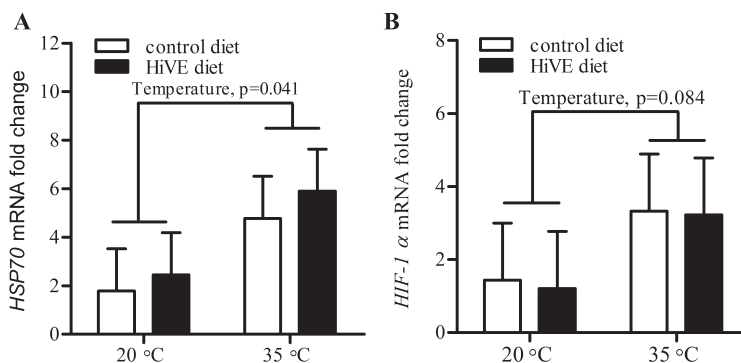 A
HSP70 mRNA fold change
12
10
8
6
4
2
0
control diet
HiVE diet
Temperature, p=0.041
20 °C
35 °C
B
HIF-1 α mRNA fold change
8
6
4
2
0
control diet
HiVE diet
Temperature, p=0.084
20 °C
35 °C